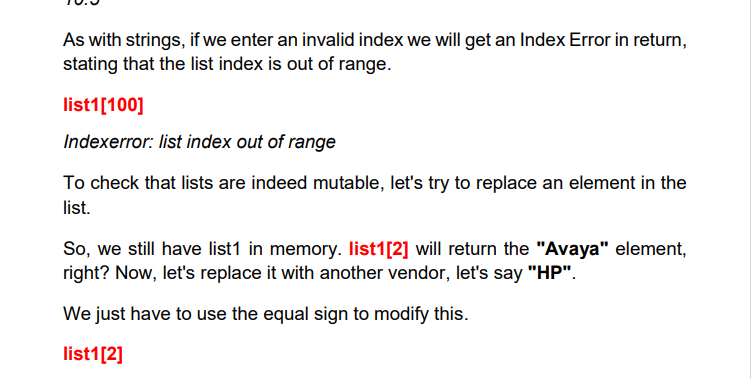 As with strings, if we enter an invalid index we will get an Index Error in return,
stating that the list index is out of range.
list1[100]
Indexerror: list index out of range
To check that lists are indeed mutable, let's try to replace an element in the
list.
So, we still have list1 in memory. list1[2] will return the "Avaya" element,
right? Now, let's replace it with another vendor, let's say "HP".
We just have to use the equal sign to modify this.
list1[2]